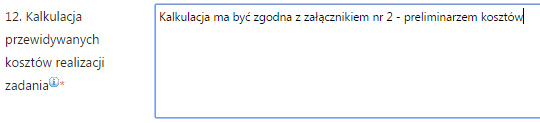 12. Kalkulacja
przewidywanych
kosztów realizacji
zadania*
Kalkulacja ma być zgodna z załącznikiem nr 2 - preliminarzem kosztów